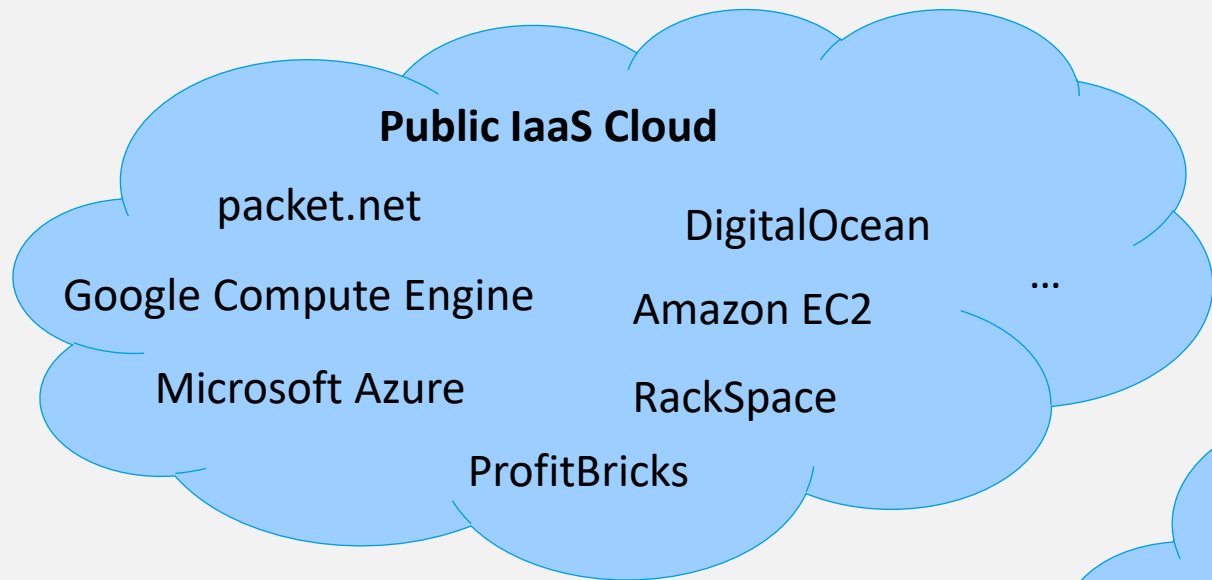 Public IaaS Cloud
packet.net
DigitalOcean
Google Compute Engine
Amazon EC2
...
Microsoft Azure
RackSpace
ProfitBricks